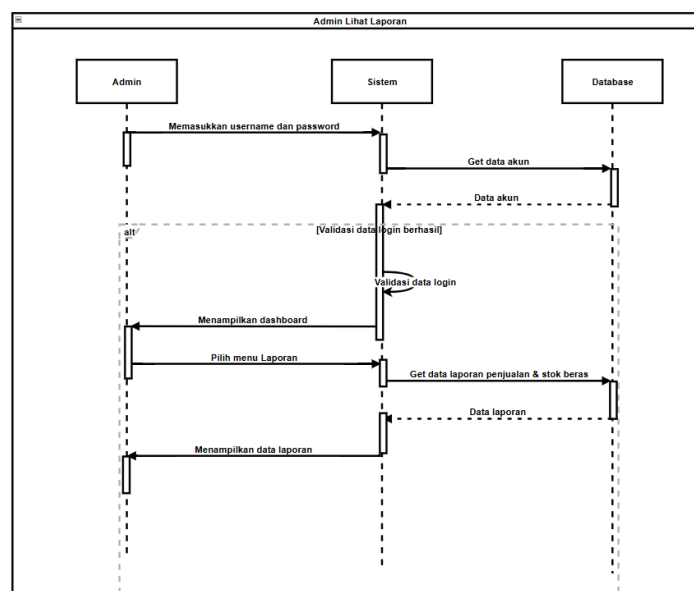 Admin Lihat Laporan
Admin
Sistem
Database
Memasukkan username dan password
Get data akun
Data akun
alt
[Validasi data login berhasil]
Validasi data login
Menampilkan dashboard
Pilih menu Laporan
Get data laporan penjualan & stok beras
Data laporan
Menampilkan data laporan